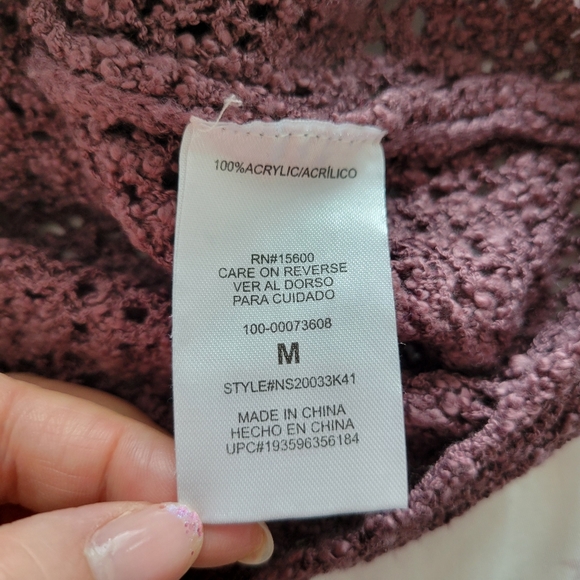 100%ACRYLIC/ACRÍLICO
RN#15600
CARE ON REVERSE
VER AL DORSO
PARA CUIDADO
100-00073608
M
STYLE#NS20033K41
MADE IN CHINA
HECHO EN CHINA
UPC#193596356184